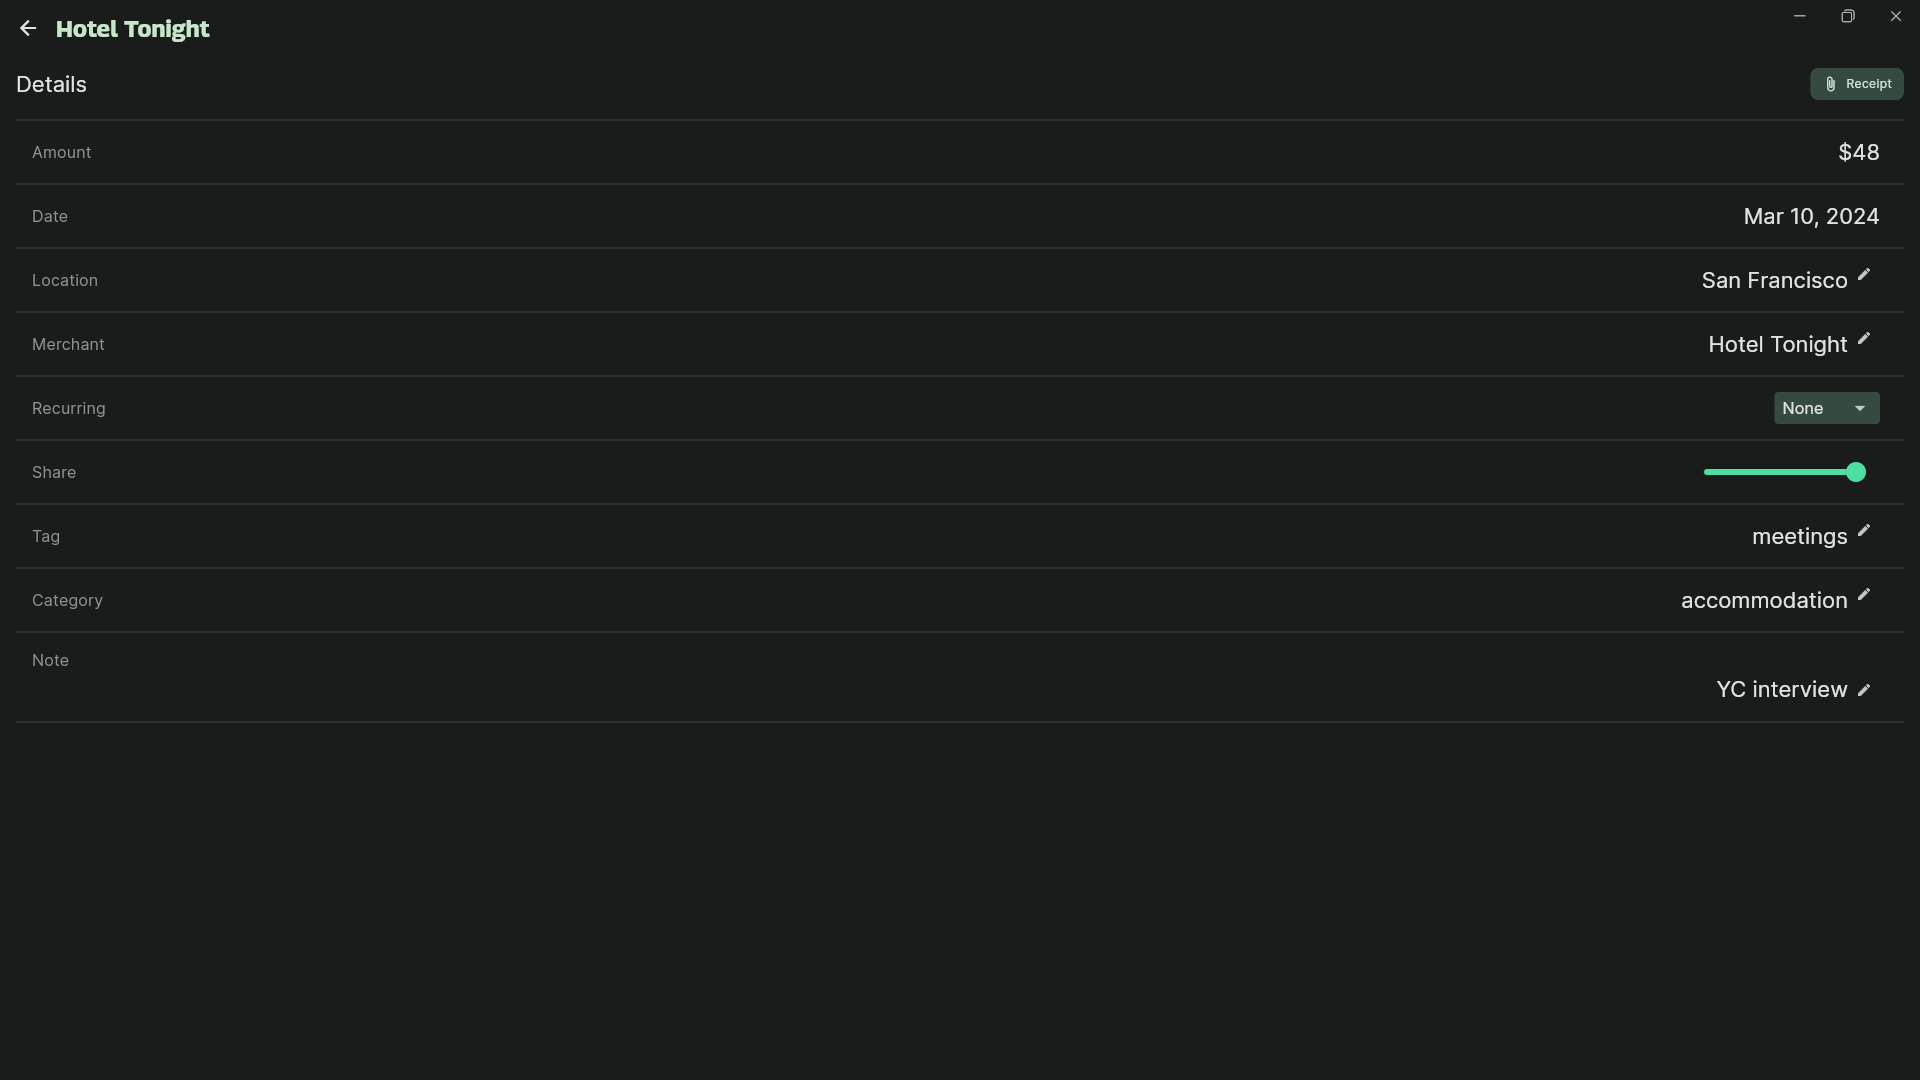 Hotel Tonight
Details
Receipt
Amount
$48
Date
Mar 10, 2024
Location
San Francisco
Merchant
Hotel Tonight
Recurring
None
Share
Tag
meetings
Category
accommodation
Note
YC interview